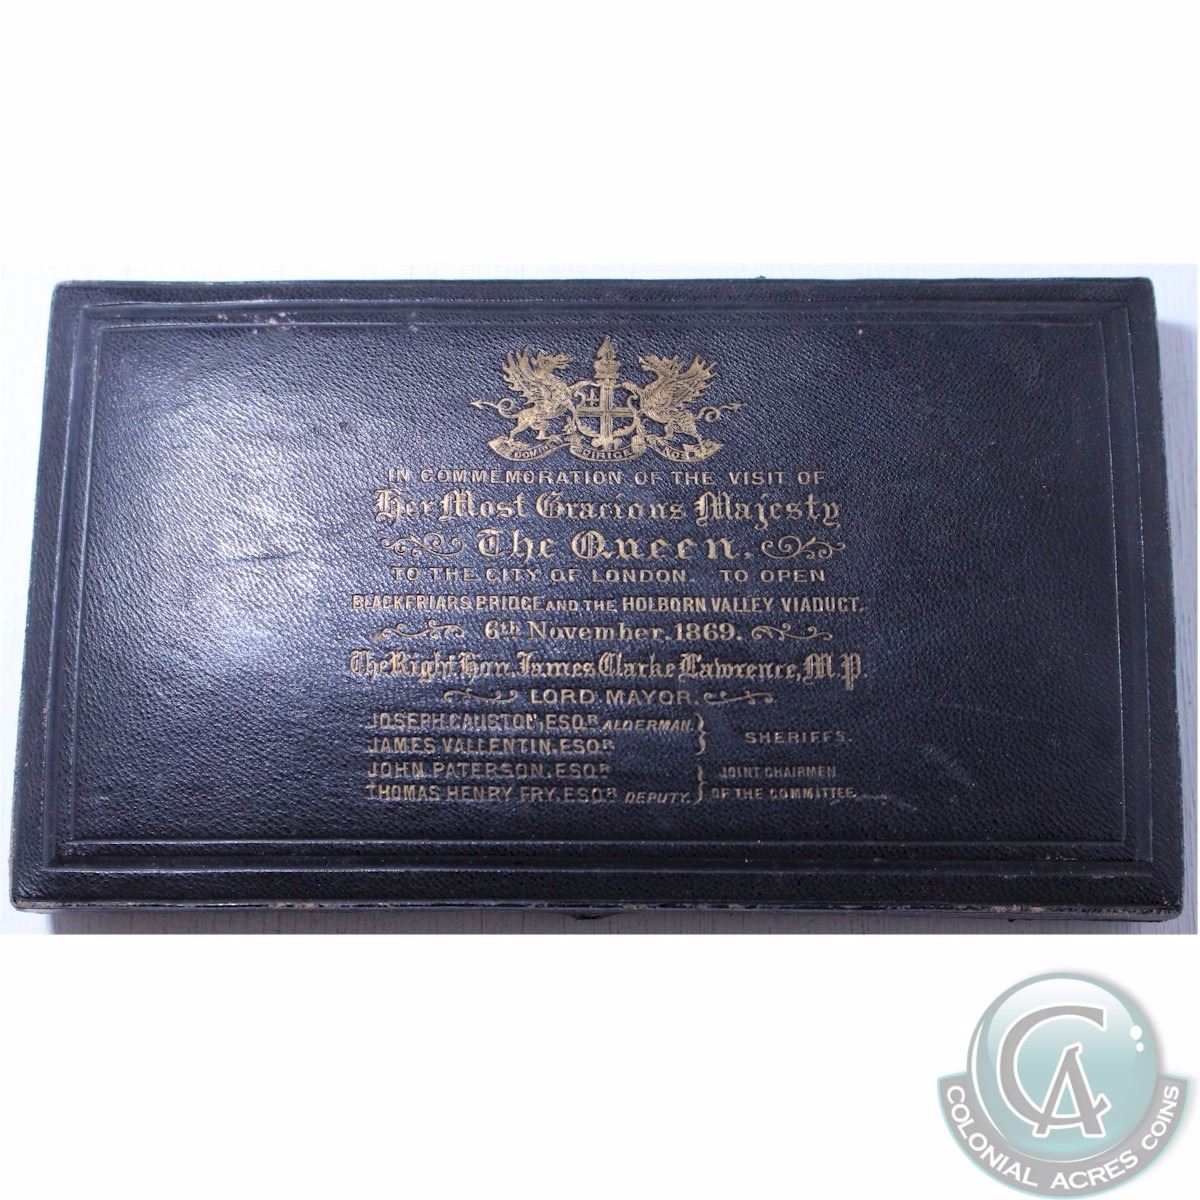 DOMINE DIRIGE NOS
IN COMMEMORATION OF THE VISIT OF
Her Most Gracious Majesty
The Queen.
TO THE CITY OF LONDON. TO OPEN
BLACKFRIARS BRIDGE AND THE HOLBORN VALLEY VIADUCT.
6th November. 1869.
The Right Hon. James Clarke Lawrence, M.P.
LORD MAYOR.
JOSEPH CAUSTON, ESQR ALDERMAN. } SHERIFFS.
JAMES VALLENTIN, ESQR
JOHN PATERSON, ESQR } JOINT CHAIRMEN
THOMAS HENRY FRY, ESQR DEPUTY. OF THE COMMITTEE.
CA
COLONIAL ACRES COINS